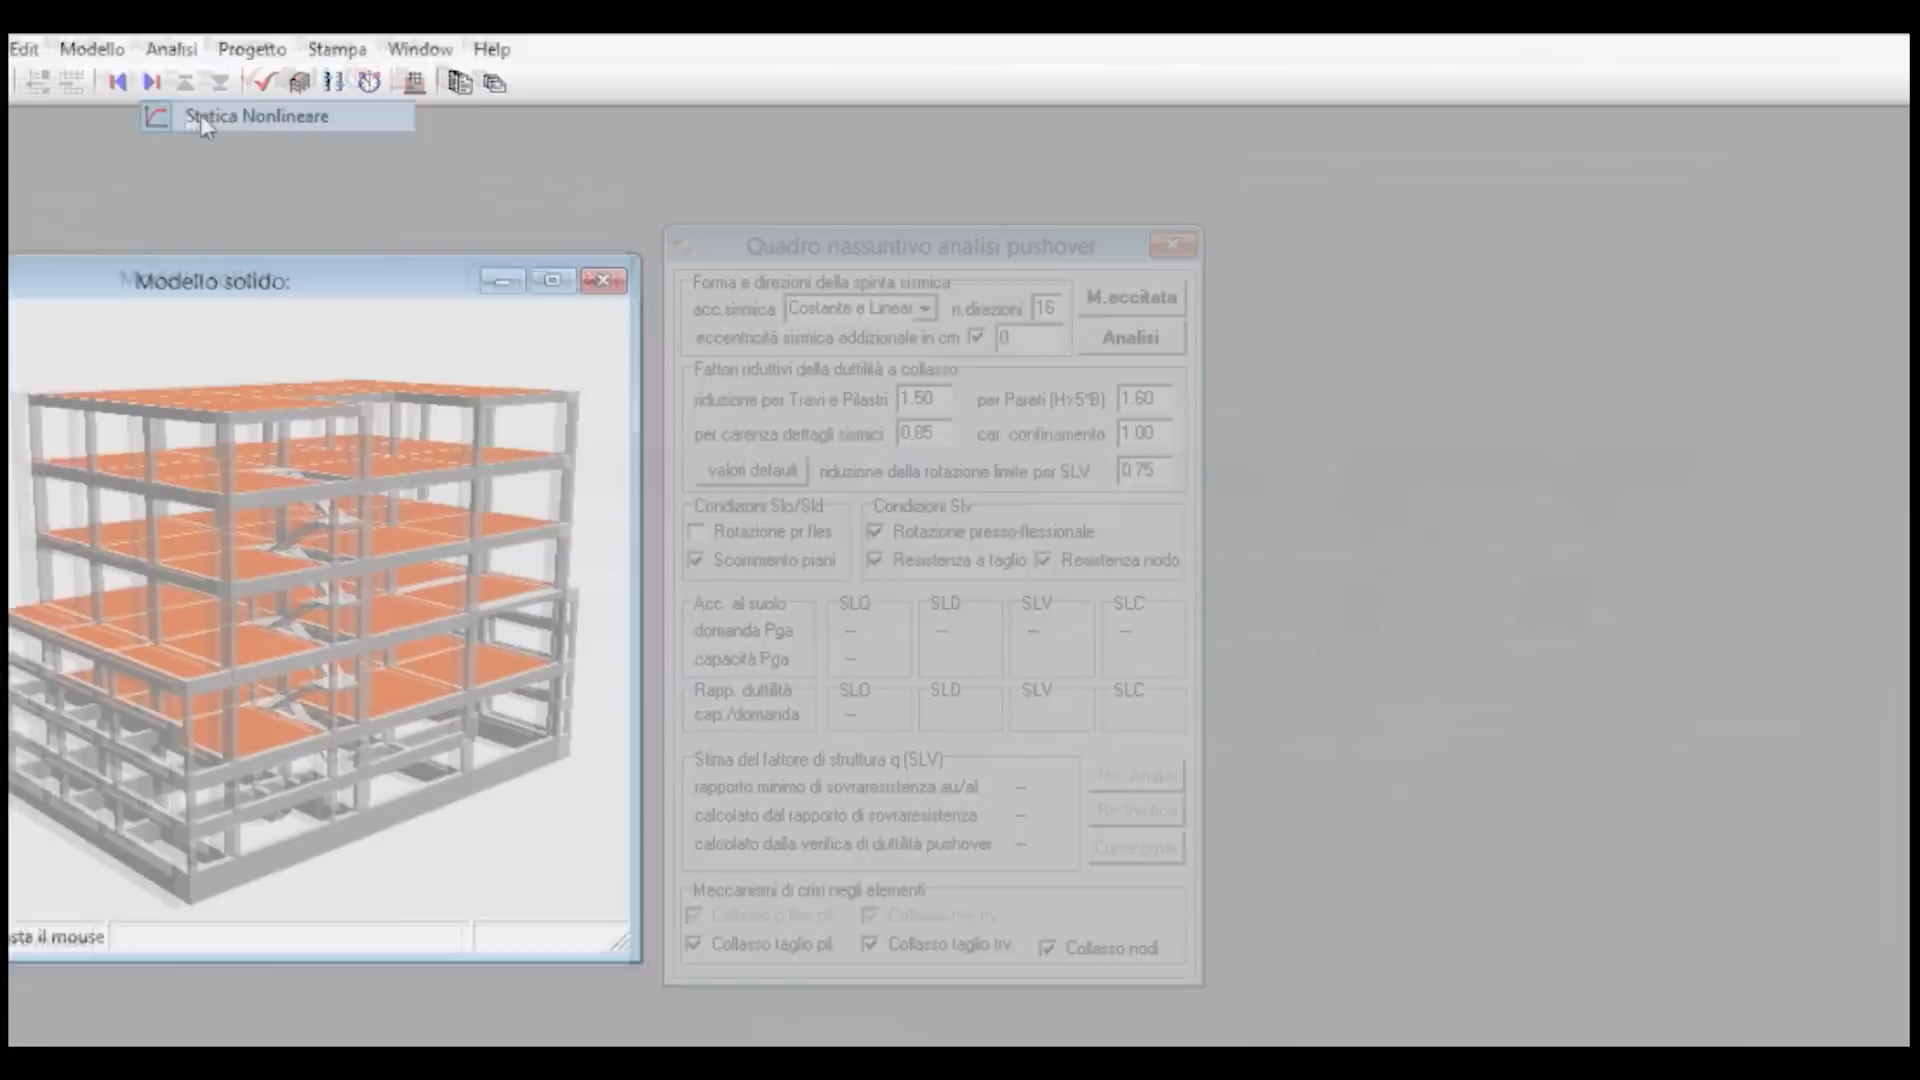 Edit Modello Analisi Progetto Stampa Window Help
Statica Nonlineare
Modello solido:
sta il mouse
Quadro riassuntivo analisi pushover
Forma e direzioni della spinta sismica
acc.sismica Costante e Linear n.direzioni 16
M.eccitata
eccentricità sismica addizionale in cm 0
Analisi
Fattori riduttivi della duttilità a collasso
riduzione per Travi e Pilastri 1.50 per Pareti (H>5*B) 1.60
per carenza dettagli sismici 0.85 car. confinamento 1.00
valori default riduzione della rotazione limite per SLV 0.75
Condizioni Slo/Sld Condizioni Slv
Rotazione pr.fles. Rotazione presso-flessionale
Scorrimento piani Resistenza a taglio Resistenza nodo
Acc. al suolo SLO SLD SLV SLC
domanda Pga -- -- -- --
capacità Pga --
Rapp. duttilità SLO SLD SLV SLC
cap./domanda --
Stima del fattore di struttura q (SLV)
rapporto minimo di sovraresistenza au/al --
calcolato dal rapporto di sovraresistenza --
Re.Verifica
calcolato dalla verifica di duttilità pushover --
Meccanismi di crisi negli elementi
Collasso taglio pil. Collasso taglio trv. Collasso nodi